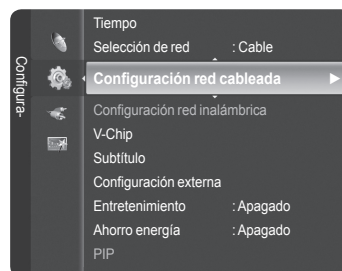 Configura-
Tiempo
Selección de red : Cable
Configuración red cableada
Configuración red inalámbrica
V-Chip
Subtítulo
Configuración externa
Entretenimiento : Apagado
Ahorro energía : Apagado
PIP